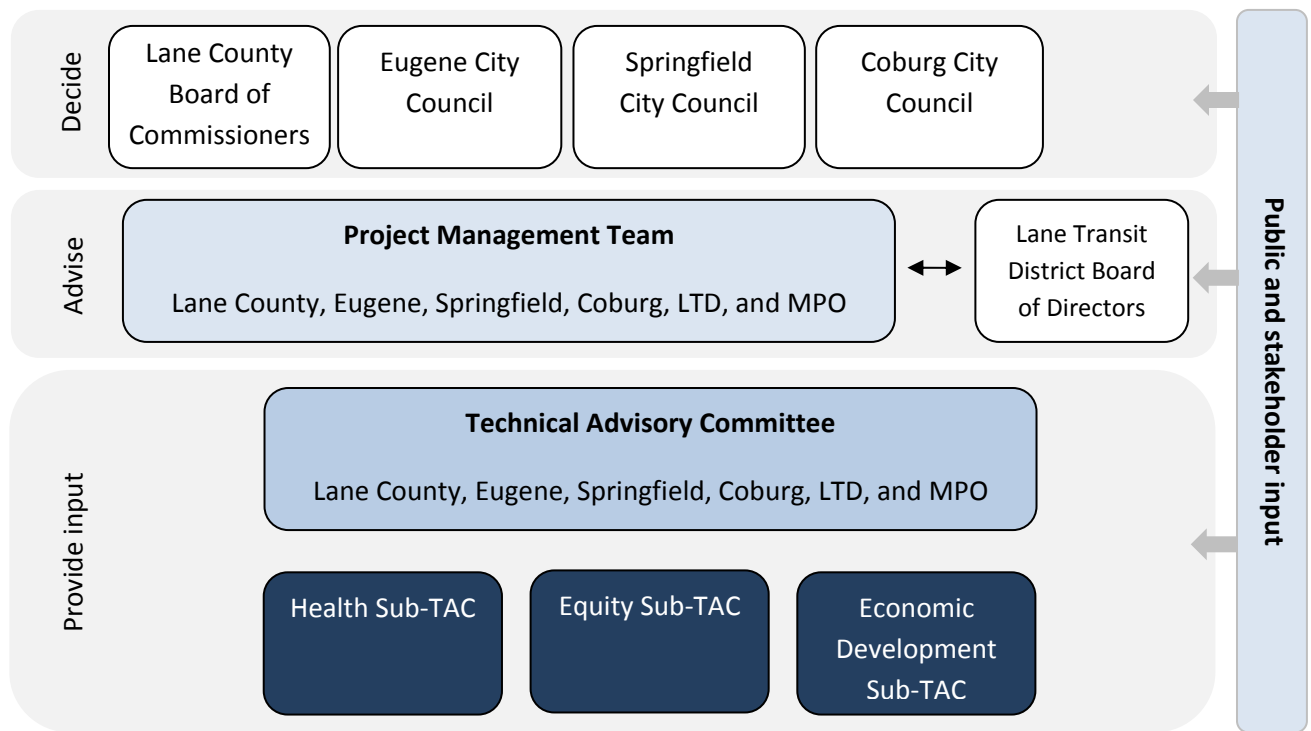 Decide
Lane County
Board of
Commissioners
Eugene City
Council
Springfield
City Council
Coburg City
Council
Advise
Project Management Team
Lane County, Eugene, Springfield, Coburg, LTD, and MPO
Lane Transit
District Board
of Directors
Provide input
Technical Advisory Committee
Lane County, Eugene, Springfield, Coburg, LTD, and MPO
Health Sub-TAC
Equity Sub-TAC
Economic
Development
Sub-TAC
Public and stakeholder input